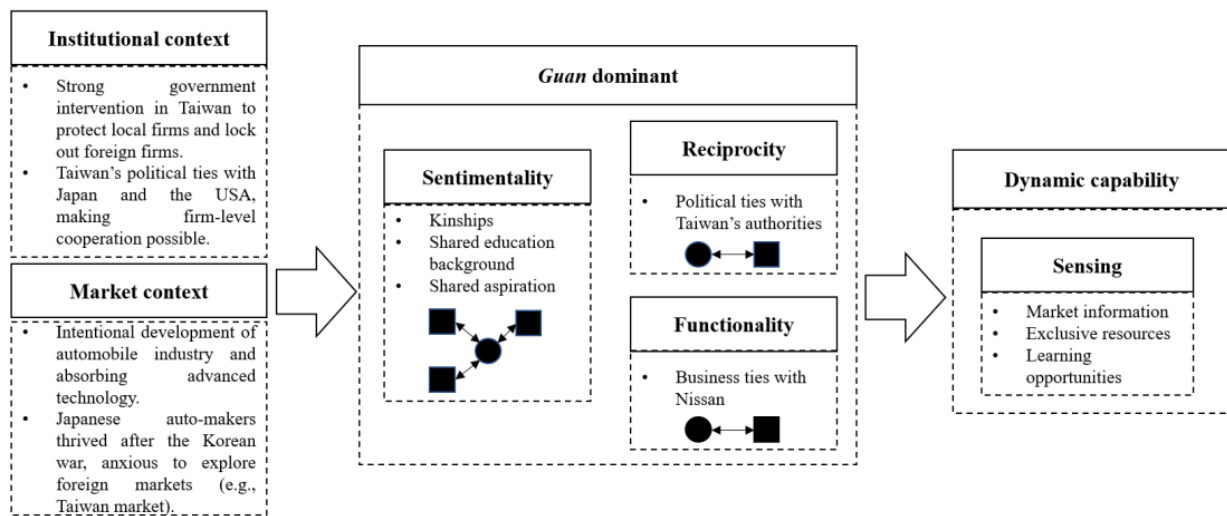 Institutional context
• Strong government
intervention in Taiwan to
protect local firms and lock
out foreign firms.
• Taiwan's political ties with
Japan and the USA,
making firm-level
cooperation possible.
Market context
• Intentional development of
automobile industry and
absorbing advanced
technology.
• Japanese auto-makers
thrived after the Korean
war, anxious to explore
foreign markets (e.g.,
Taiwan market).
Guan dominant
Sentimentality
• Kinships
• Shared education
background
• Shared aspiration
Reciprocity
• Political ties with
Taiwan's authorities
Functionality
• Business ties with
Nissan
Dynamic capability
Sensing
• Market information
• Exclusive resources
• Learning
opportunities